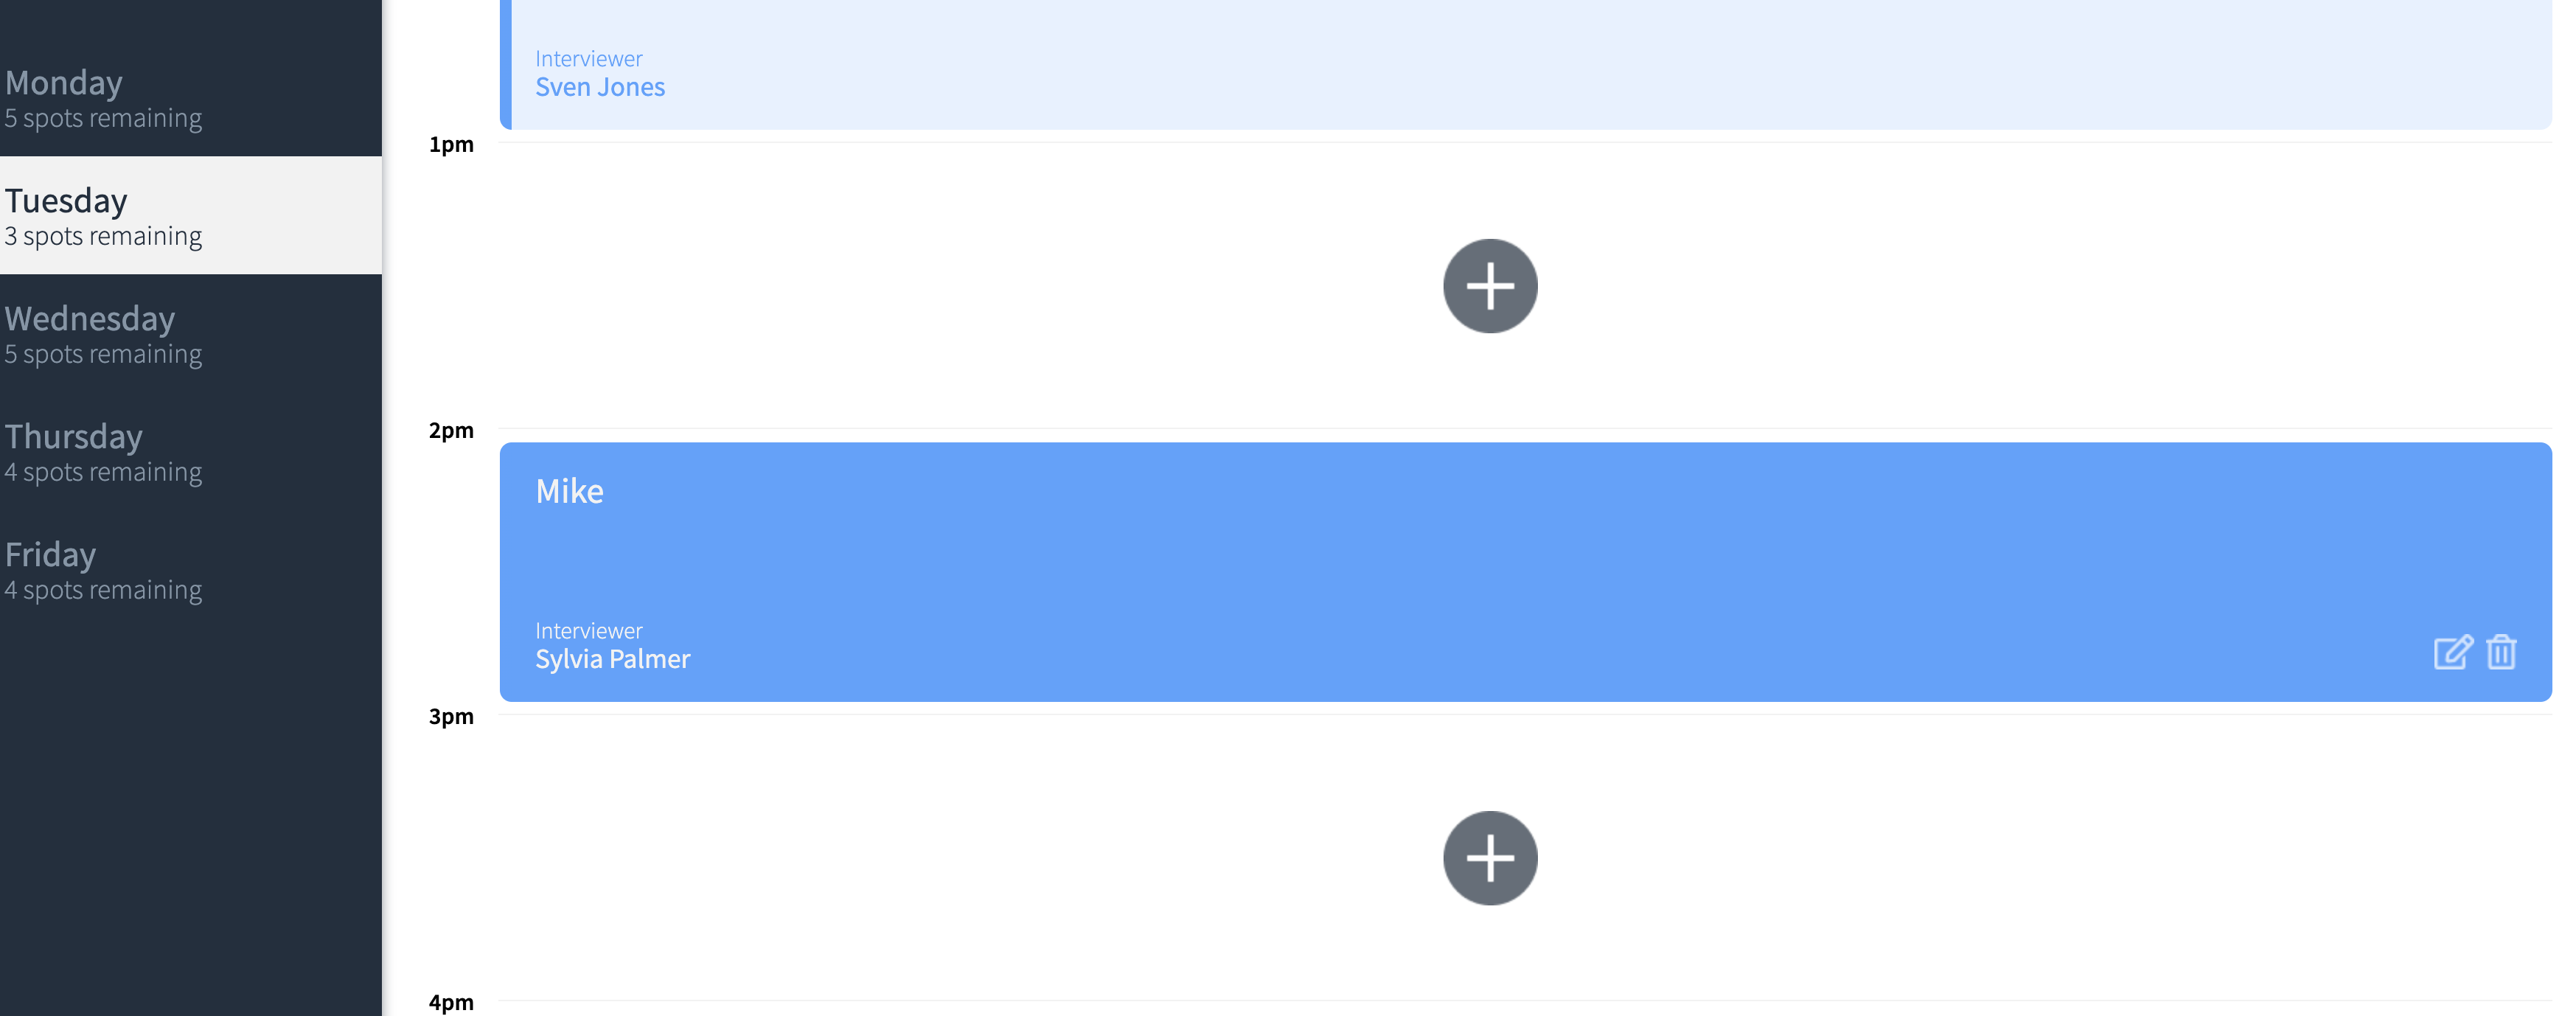 Monday
5 spots remaining
Tuesday
3 spots remaining
Wednesday
5 spots remaining
Thursday
4 spots remaining
Friday
4 spots remaining
Interviewer
Sven Jones
1pm
2pm
Mike
Interviewer
Sylvia Palmer
3pm
4pm